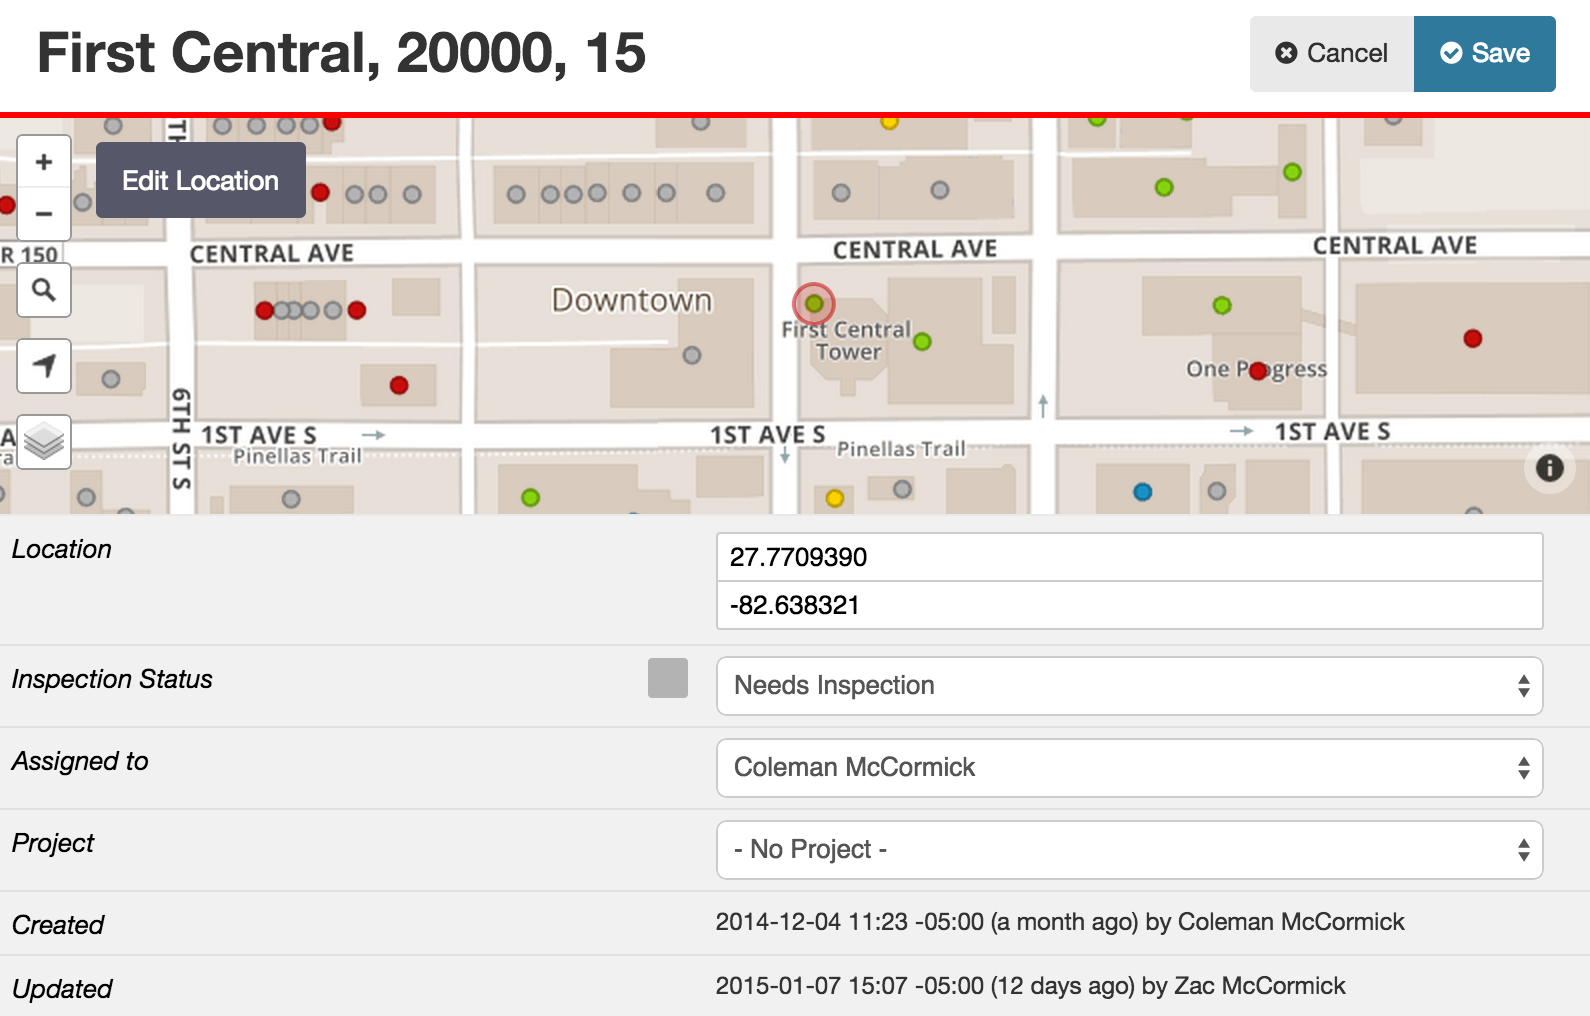 First Central, 20000, 15
Cancel
Save
+
Edit Location
−
R 150
CENTRAL AVE
CENTRAL AVE
CENTRAL AVE
Downtown
First Central
Tower
One Progress
6TH ST S
1ST AVE S
1ST AVE S
1ST AVE S
Pinellas Trail
Pinellas Trail
i
Location
27.7709390
-82.638321
Inspection Status
Needs Inspection
Assigned to
Coleman McCormick
Project
- No Project -
Created
2014-12-04 11:23 -05:00 (a month ago) by Coleman McCormick
Updated
2015-01-07 15:07 -05:00 (12 days ago) by Zac McCormick